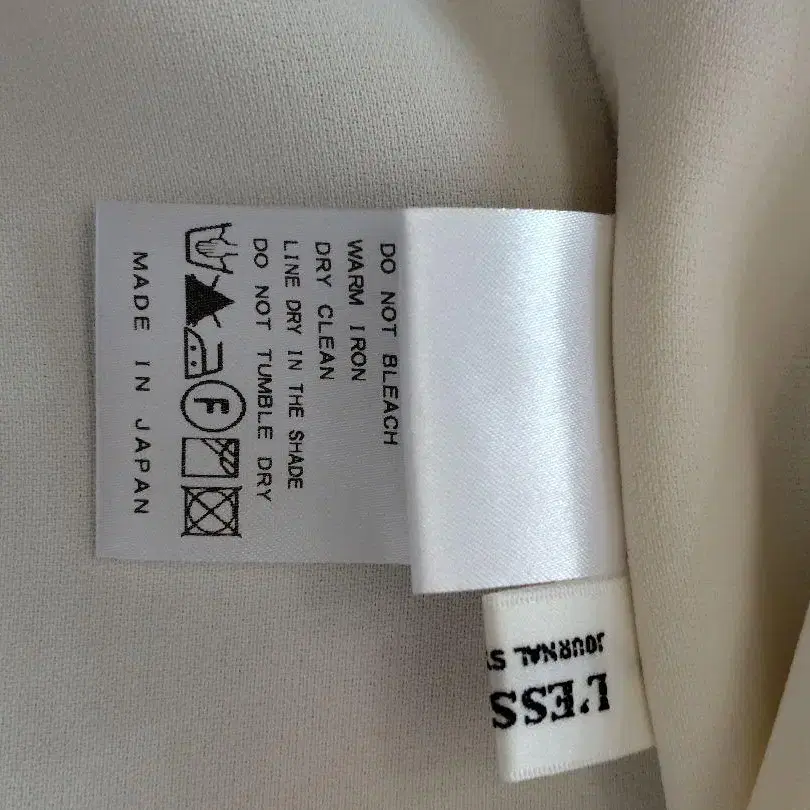 DO NOT BLEACH
WARM IRON
DRY CLEAN
LINE DRY IN THE SHADE
DO NOT TUMBLE DRY
F
MADE IN JAPAN
L'ESS
JOURNAL